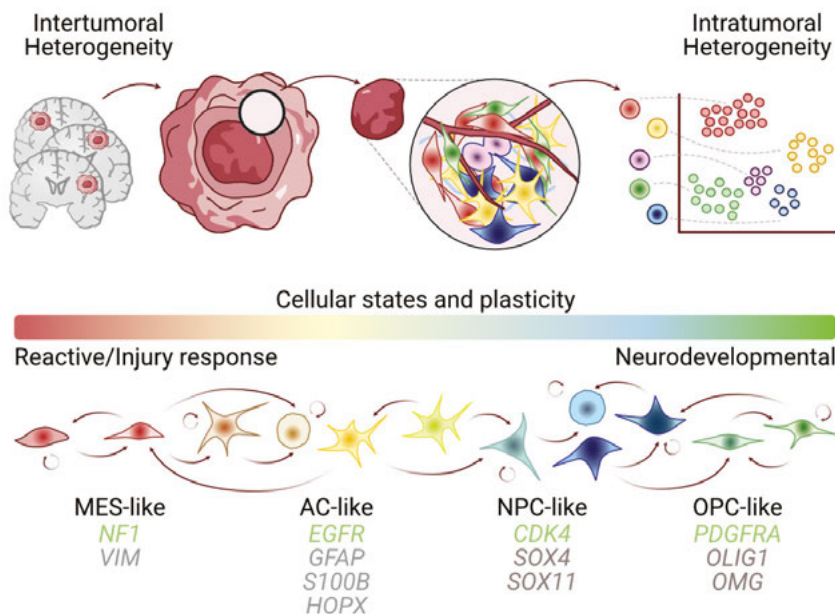 Intertumoral
Heterogeneity
Intratumoral
Heterogeneity
Cellular states and plasticity
Reactive/Injury response
Neurodevelopmental
MES-like
NF1
VIM
AC-like
EGFR
GFAP
S100B
HOPX
NPC-like
CDK4
SOX4
SOX11
OPC-like
PDGFRA
OLIG1
OMG